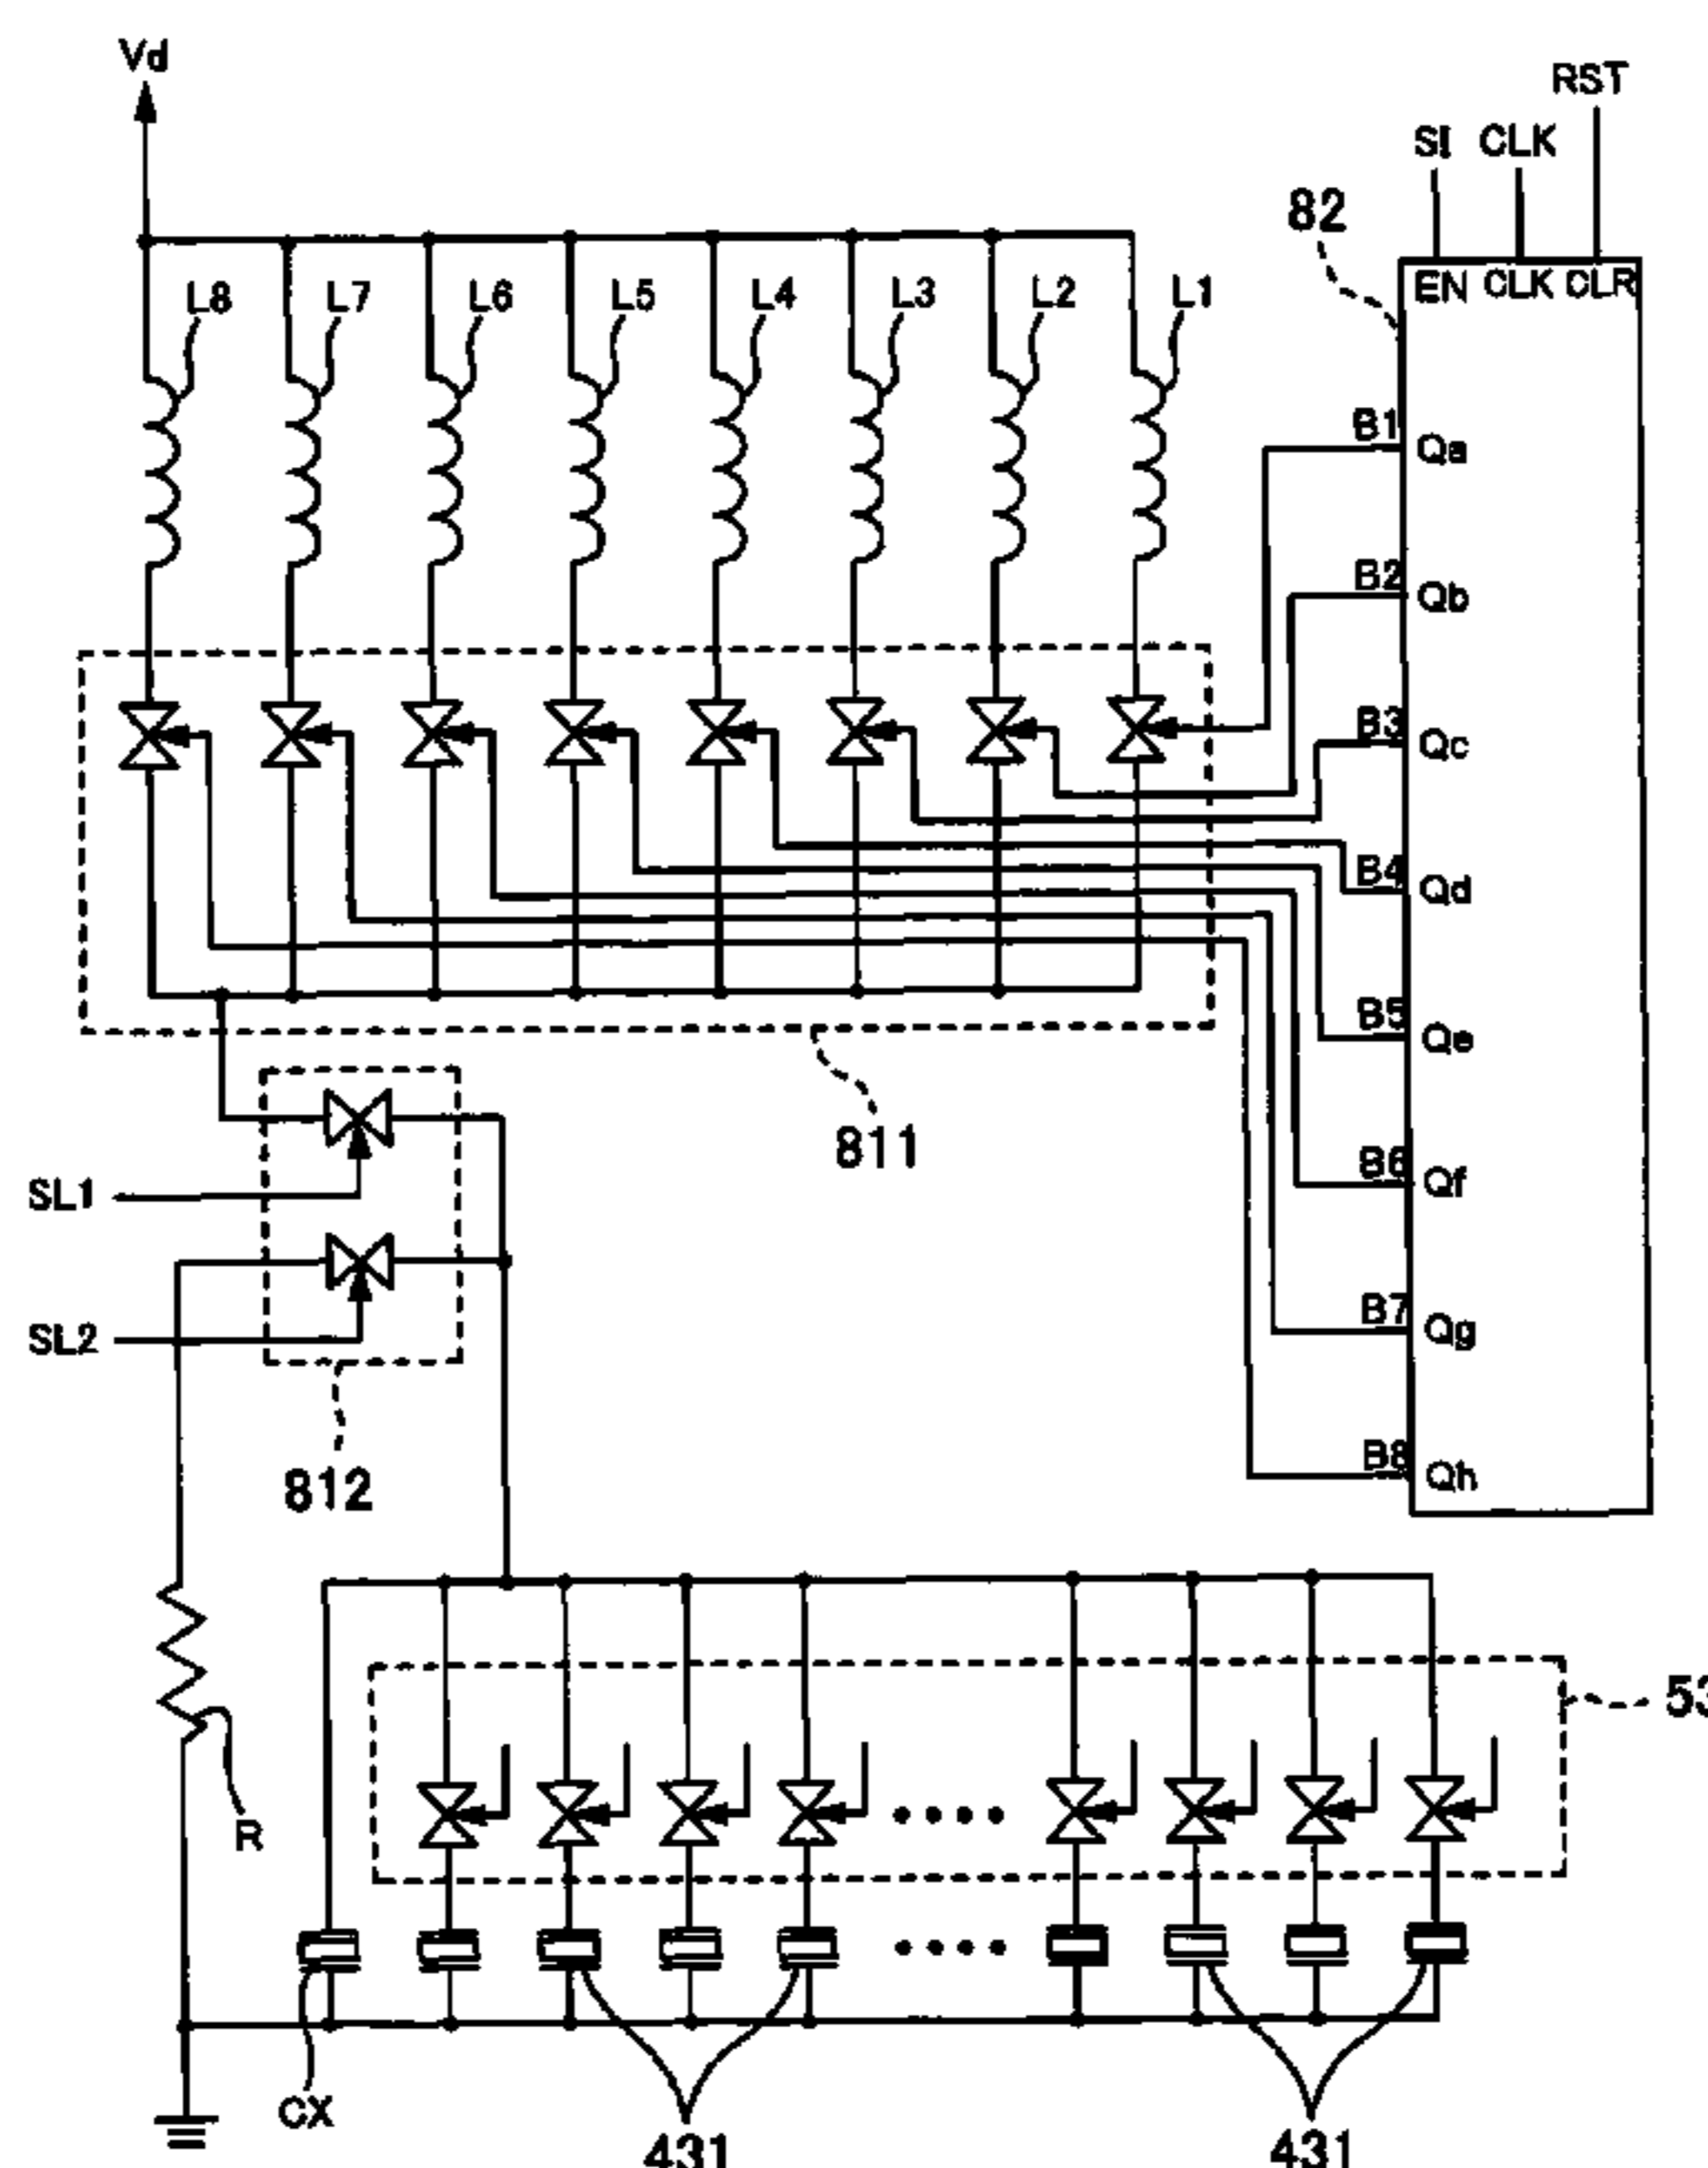 Vd
RST
SI CLK
82
EN CLK CLR
L8 L7 L6 L5 L4 L3 L2 L1
B1 Qa
B2 Qb
B3 Qc
B4 Qd
B5 Qe
B6 Qf
B7 Qg
B8 Qh
811
SL1
SL2
812
53
R
CX
431 431